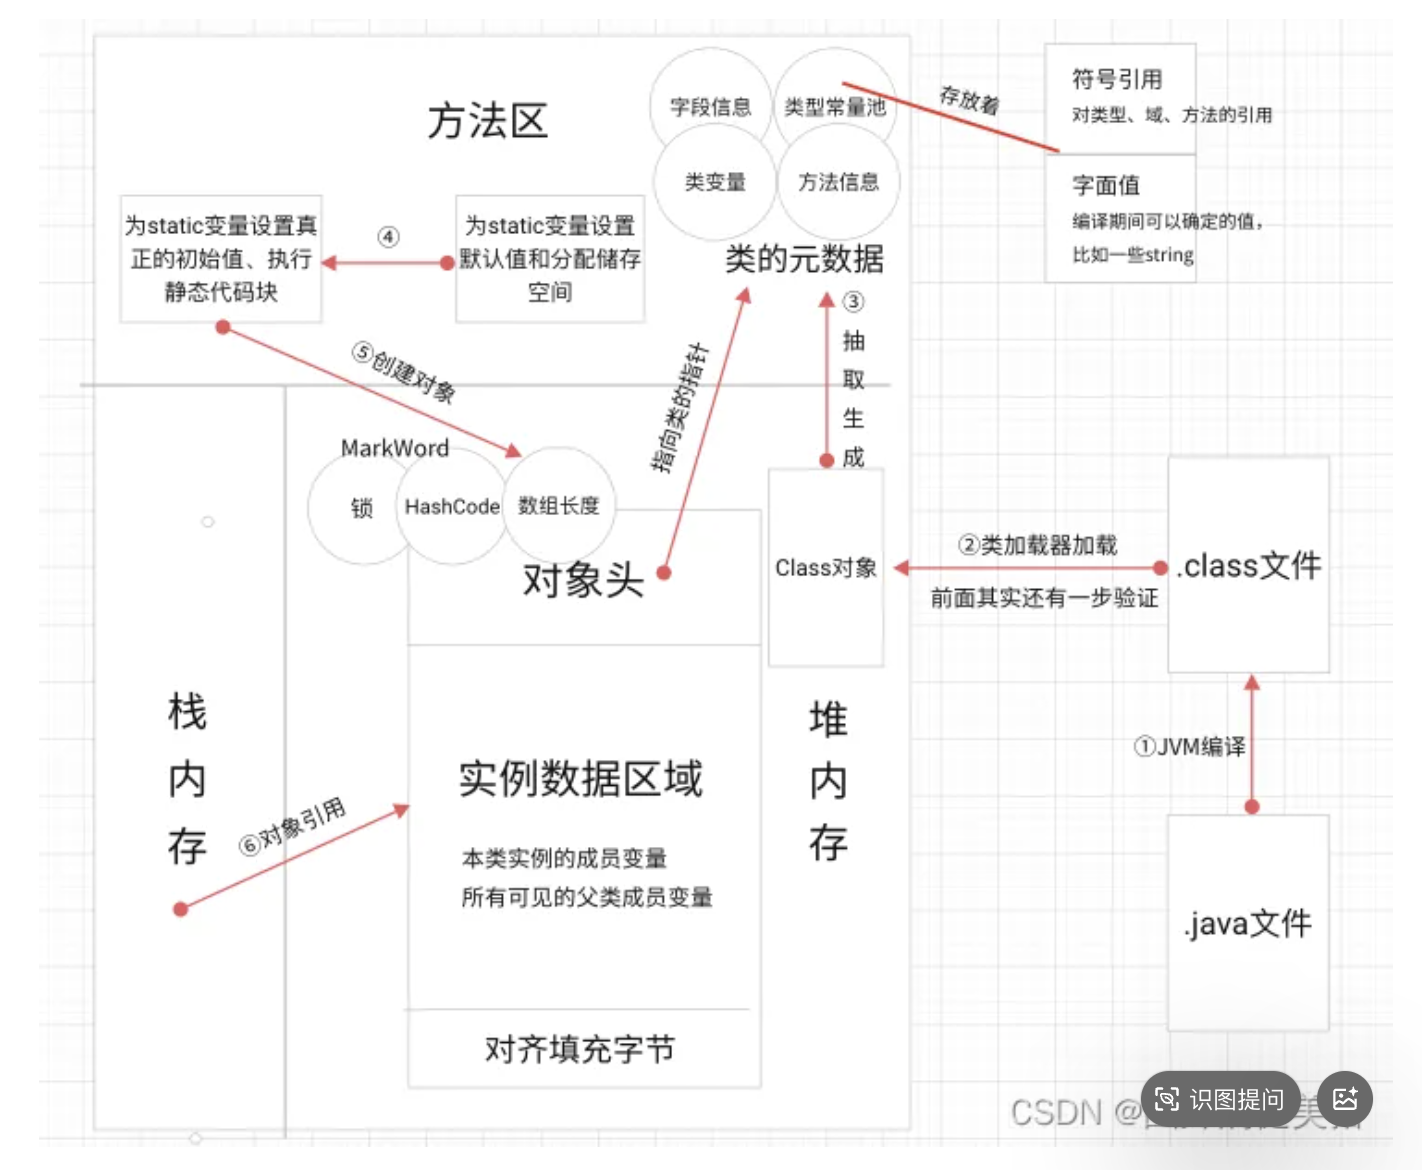 方法区
字段信息
类型常量池
类变量
方法信息
类的元数据
存放着
符号引用
对类型、域、方法的引用
字面值
编译期间可以确定的值，
比如一些string
为static变量设置真
正的初始值、执行
静态代码块
④
为static变量设置
默认值和分配储存
空间
⑤创建对象
指向类的指针
③
抽
取
生
成
MarkWord
锁
HashCode
数组长度
对象头
Class对象
②类加载器加载
前面其实还有一步验证
.class文件
①JVM编译
.java文件
栈
内
存
⑥对象引用
实例数据区域
本类实例的成员变量
所有可见的父类成员变量
堆
内
存
对齐填充字节
CSDN @
识图提问